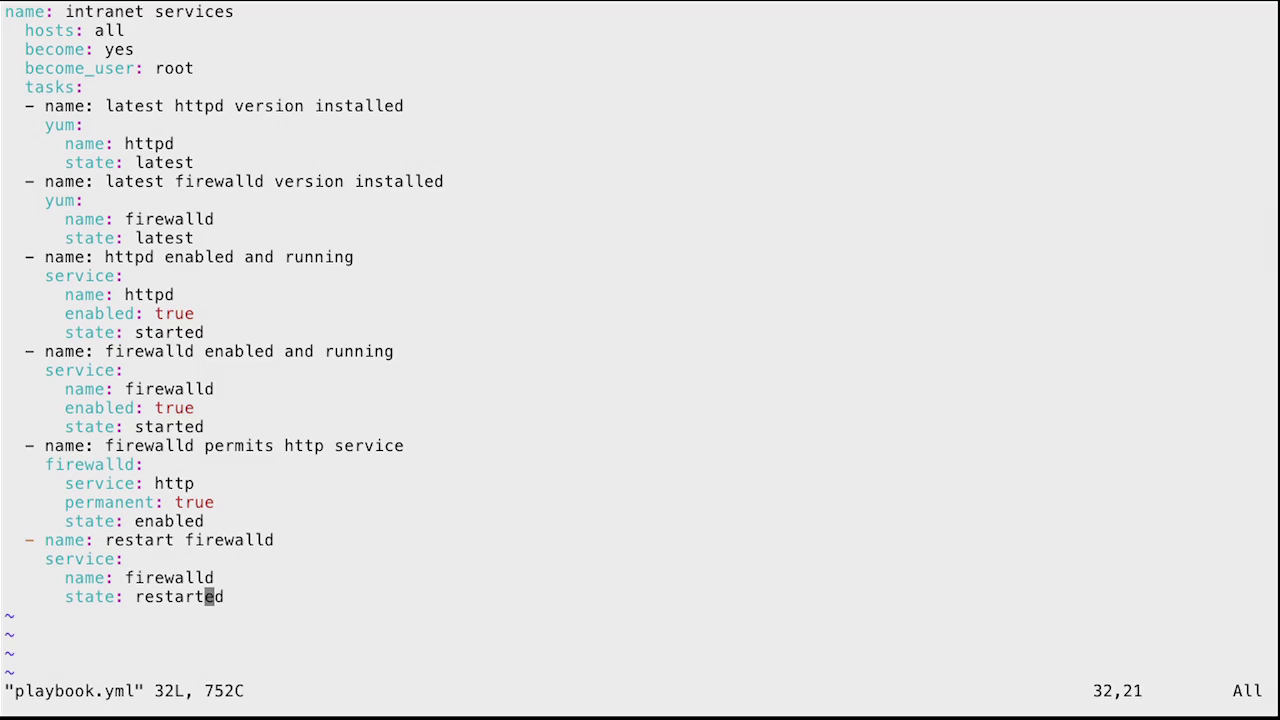 name: intranet services
  hosts: all
  become: yes
  become_user: root
  tasks:
  - name: latest httpd version installed
    yum:
      name: httpd
      state: latest
  - name: latest firewalld version installed
    yum:
      name: firewalld
      state: latest
  - name: httpd enabled and running
    service:
      name: httpd
      enabled: true
      state: started
  - name: firewalld enabled and running
    service:
      name: firewalld
      enabled: true
      state: started
  - name: firewalld permits http service
    firewalld:
      service: http
      permanent: true
      state: enabled
  - name: restart firewalld
    service:
      name: firewalld
      state: restarted
~
~
~
~
"playbook.yml" 32L, 752C 32,21 All